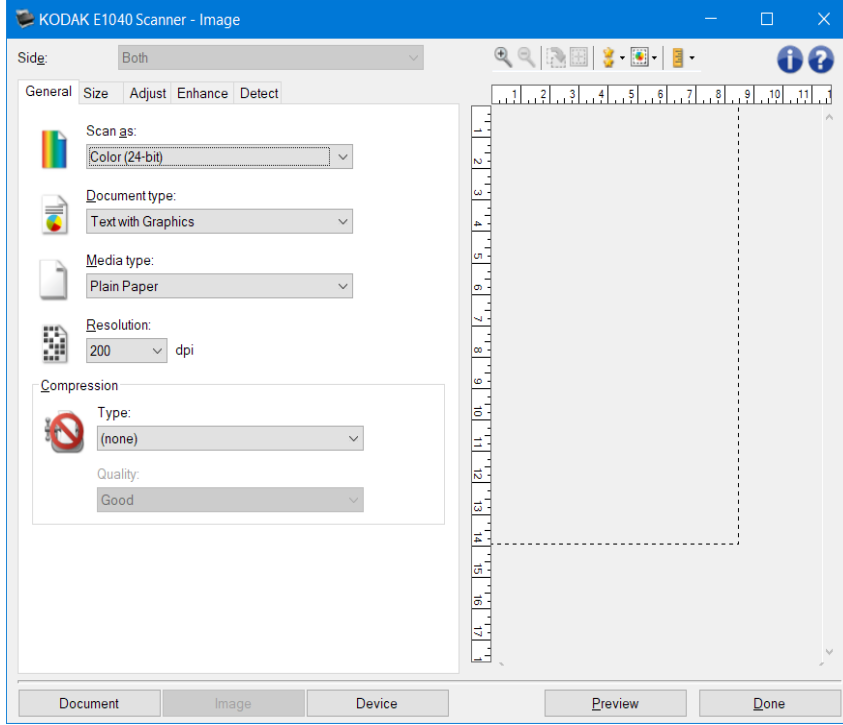 KODAK E1040 Scanner - Image
Side: Both
General Size Adjust Enhance Detect
Scan as:
Color (24-bit)
Document type:
Text with Graphics
Media type:
Plain Paper
Resolution:
200 dpi
Compression
Type:
(none)
Quality:
Good
1 2 3 4 5 6 7 8 9 10 11 1
1
2
3
4
5
6
7
8
9
10
11
12
13
14
15
16
17
1
Document Image Device Preview Done